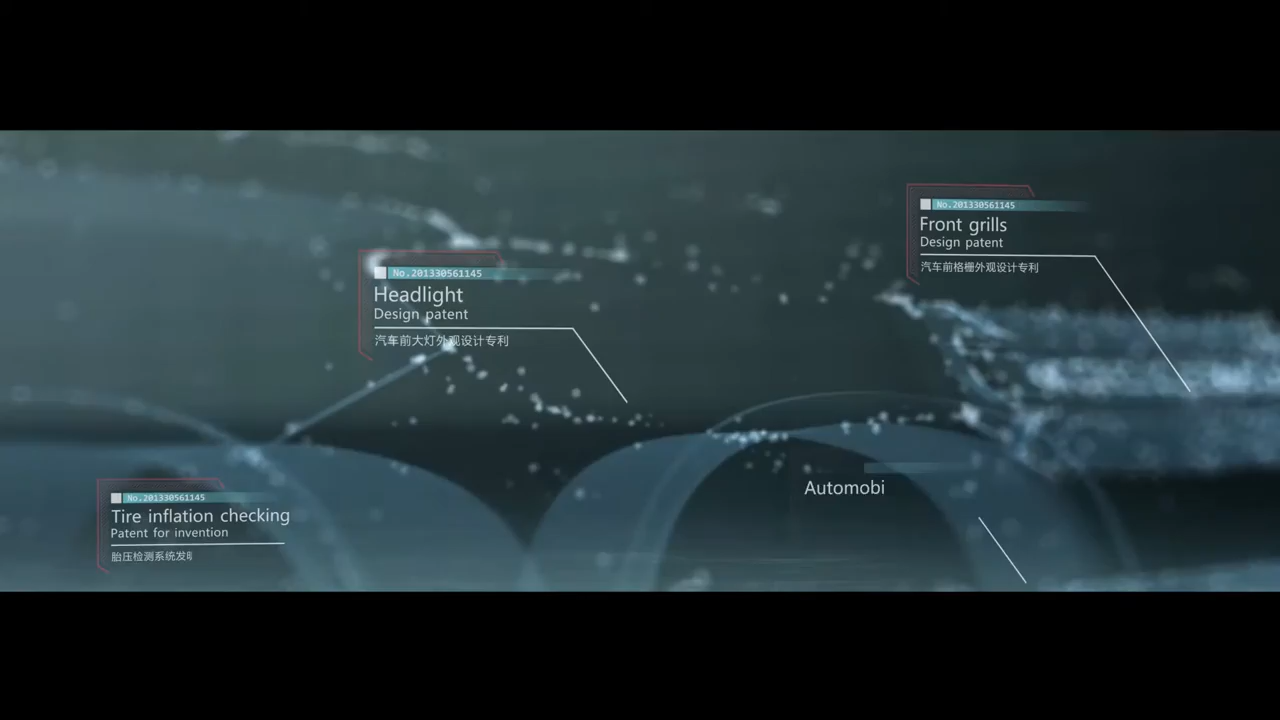 No.201330561145
Front grills
Design patent
汽车前格栅外观设计专利
No.201330561145
Headlight
Design patent
汽车前大灯外观设计专利
No.201330561145
Tire inflation checking
Patent for invention
胎压检测系统发
Automobi